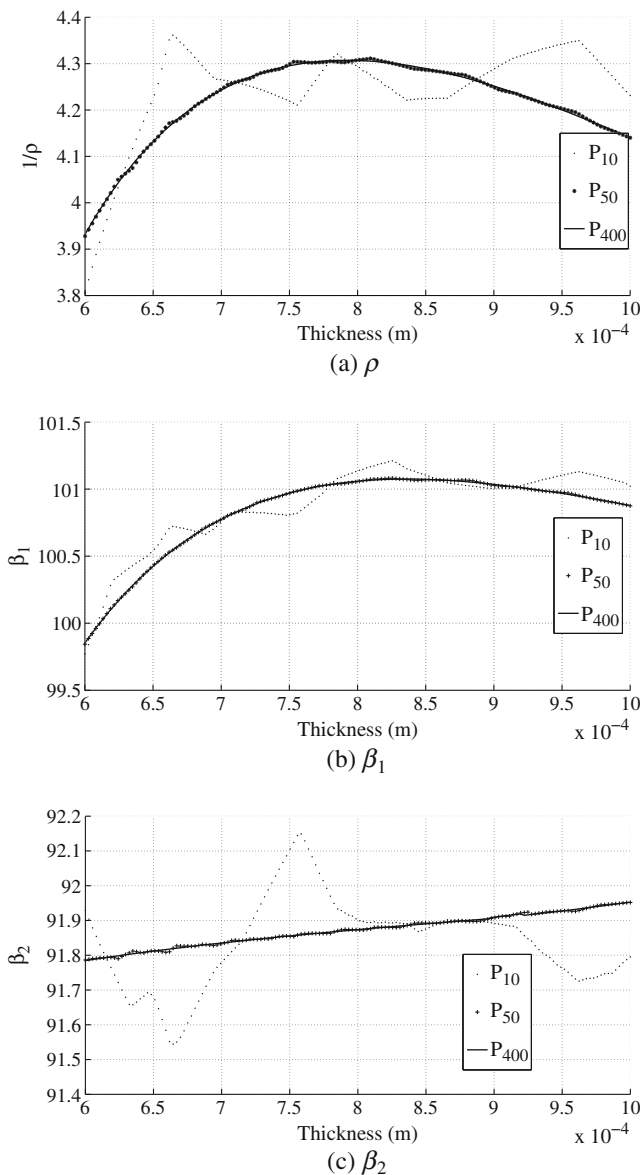 4.4
4.3
4.2
4.1
4
3.9
3.8
1/ρ
P10
P50
P400
6 6.5 7 7.5 8 8.5 9 9.5 10
Thickness (m) x 10⁻⁴
(a) ρ
101.5
101
100.5
100
99.5
β1
P10
P50
P400
6 6.5 7 7.5 8 8.5 9 9.5 10
Thickness (m) x 10⁻⁴
(b) β1
92.2
92.1
92
91.9
91.8
91.7
91.6
91.5
91.4
β2
P10
P50
P400
6 6.5 7 7.5 8 8.5 9 9.5 10
Thickness (m) x 10⁻⁴
(c) β2